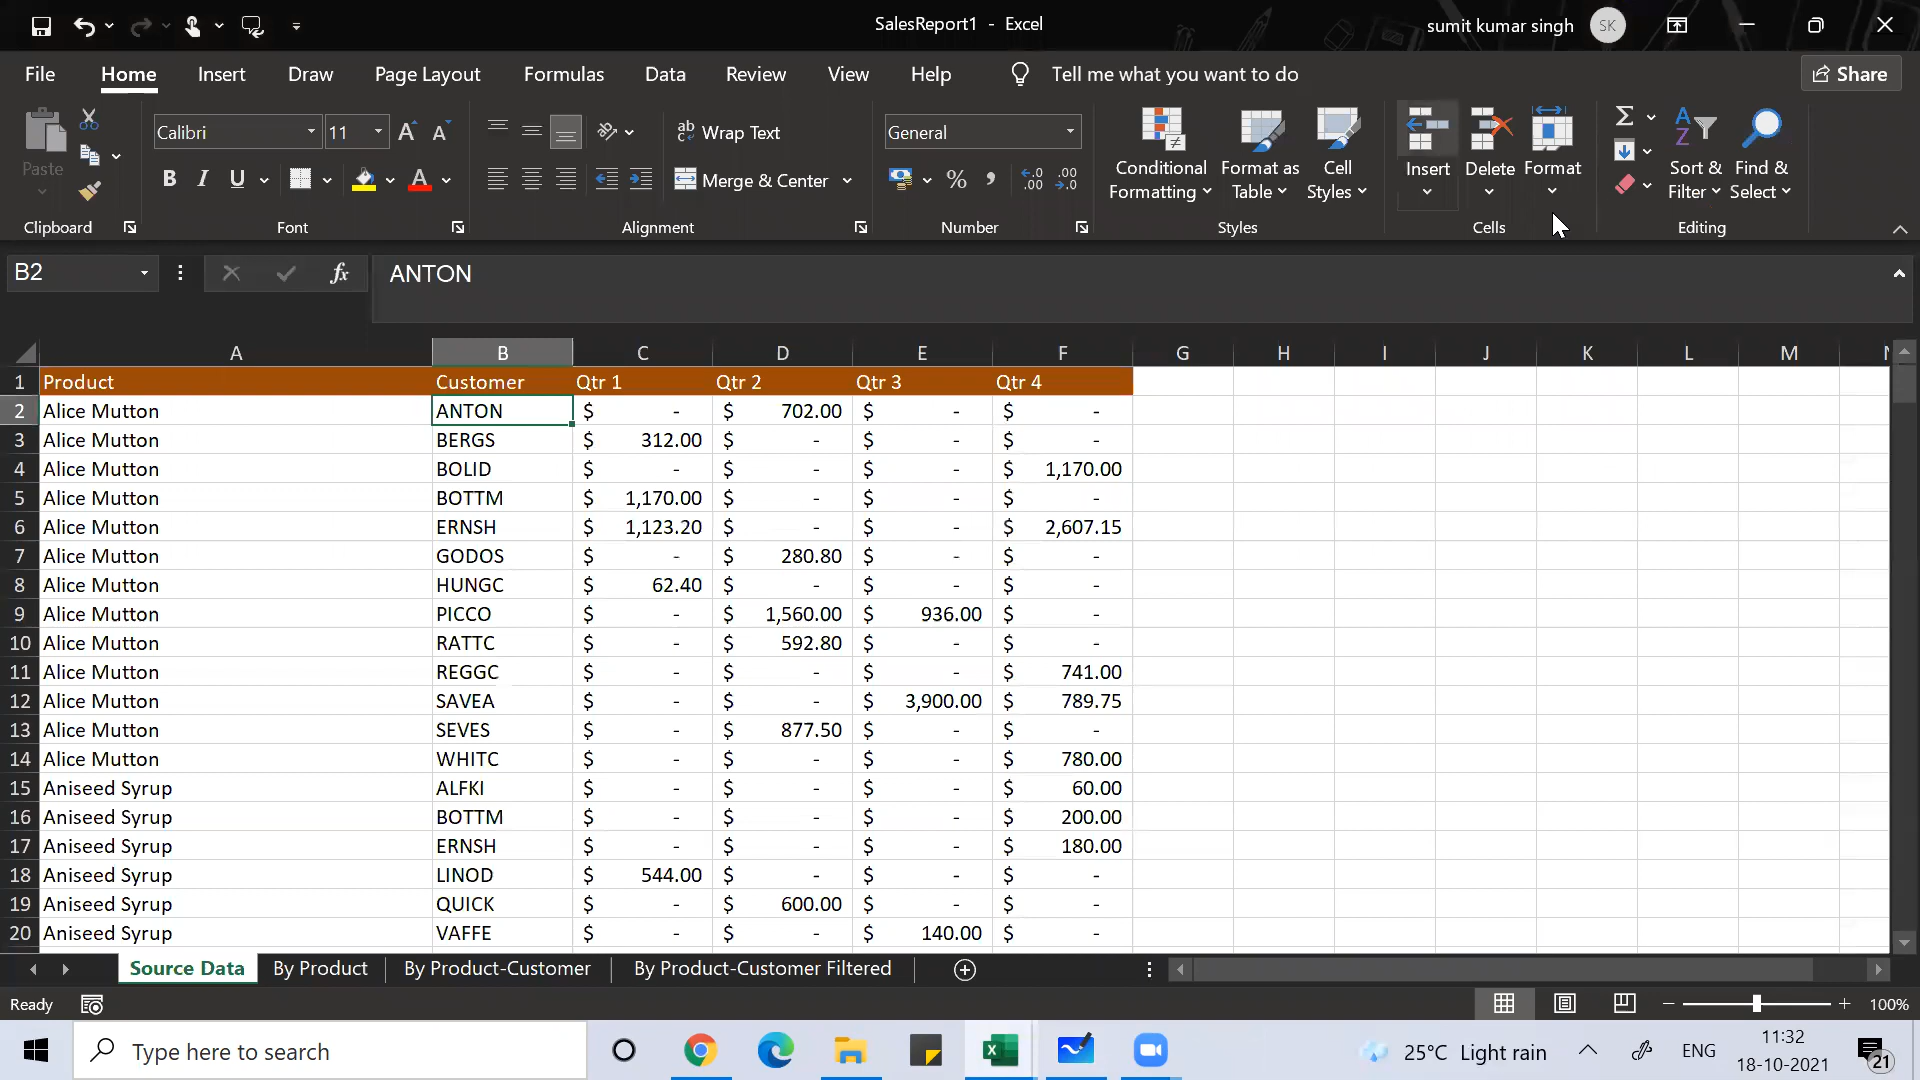 SalesReport1 - Excel
sumit kumar singh SK
File Home Insert Draw Page Layout Formulas Data Review View Help Tell me what you want to do Share
Paste
Calibri 11
Wrap Text
Merge & Center
General
Conditional Formatting
Format as Table
Cell Styles
Insert
Delete
Format
Sort & Filter
Find & Select
Clipboard Font Alignment Number Styles Cells Editing
B2 fx ANTON
A B C D E F G H I J K L M
1 Product Customer Qtr 1 Qtr 2 Qtr 3 Qtr 4
2 Alice Mutton ANTON $ - $ 702.00 $ - $ -
3 Alice Mutton BERGS $ 312.00 $ - $ - $ -
4 Alice Mutton BOLID $ - $ - $ - $ 1,170.00
5 Alice Mutton BOTTM $ 1,170.00 $ - $ - $ -
6 Alice Mutton ERNSH $ 1,123.20 $ - $ - $ 2,607.15
7 Alice Mutton GODOS $ - $ 280.80 $ - $ -
8 Alice Mutton HUNGC $ 62.40 $ - $ - $ -
9 Alice Mutton PICCO $ - $ 1,560.00 $ 936.00 $ -
10 Alice Mutton RATTC $ - $ 592.80 $ - $ -
11 Alice Mutton REGGC $ - $ - $ - $ 741.00
12 Alice Mutton SAVEA $ - $ - $ 3,900.00 $ 789.75
13 Alice Mutton SEVES $ - $ 877.50 $ - $ -
14 Alice Mutton WHITC $ - $ - $ - $ 780.00
15 Aniseed Syrup ALFKI $ - $ - $ - $ 60.00
16 Aniseed Syrup BOTTM $ - $ - $ - $ 200.00
17 Aniseed Syrup ERNSH $ - $ - $ - $ 180.00
18 Aniseed Syrup LINOD $ 544.00 $ - $ - $ -
19 Aniseed Syrup QUICK $ - $ 600.00 $ - $ -
20 Aniseed Syrup VAFFE $ - $ - $ 140.00 $ -
Source Data By Product By Product-Customer By Product-Customer Filtered
Ready 100%
Type here to search 25°C Light rain ENG 11:32
18-10-2021 21